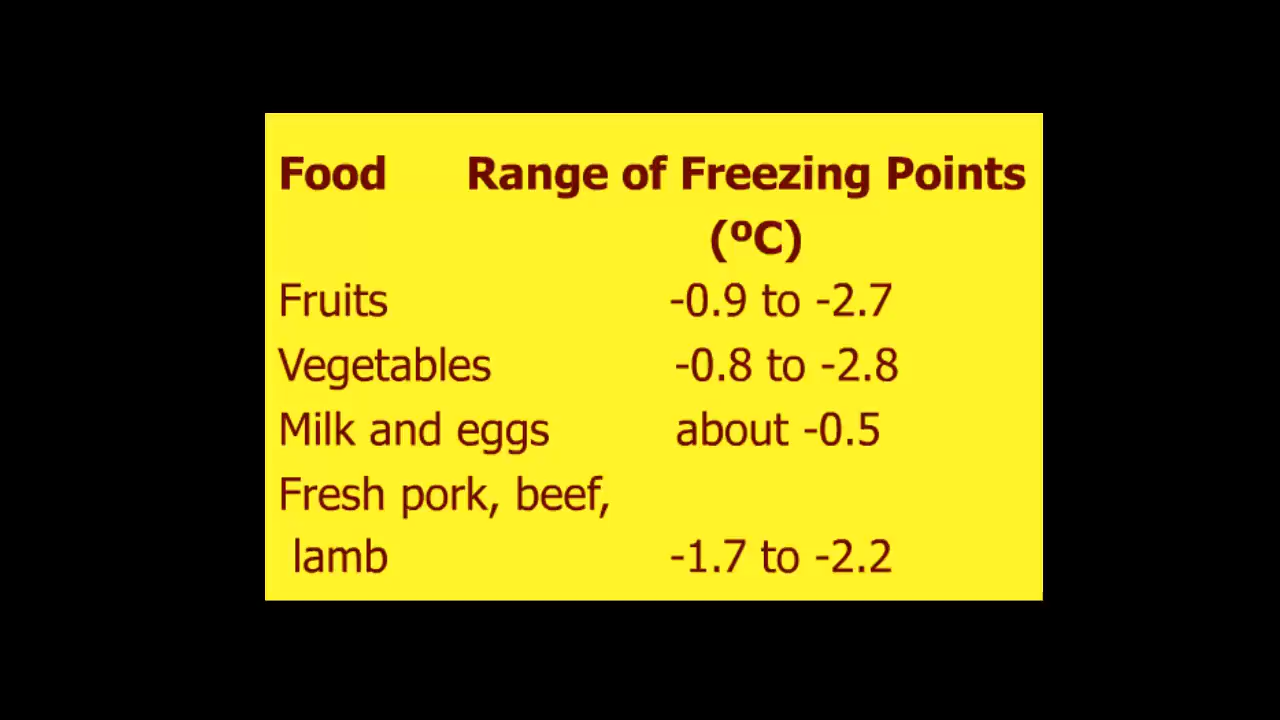 Food Range of Freezing Points
(ºC)
Fruits -0.9 to -2.7
Vegetables -0.8 to -2.8
Milk and eggs about -0.5
Fresh pork, beef,
lamb -1.7 to -2.2